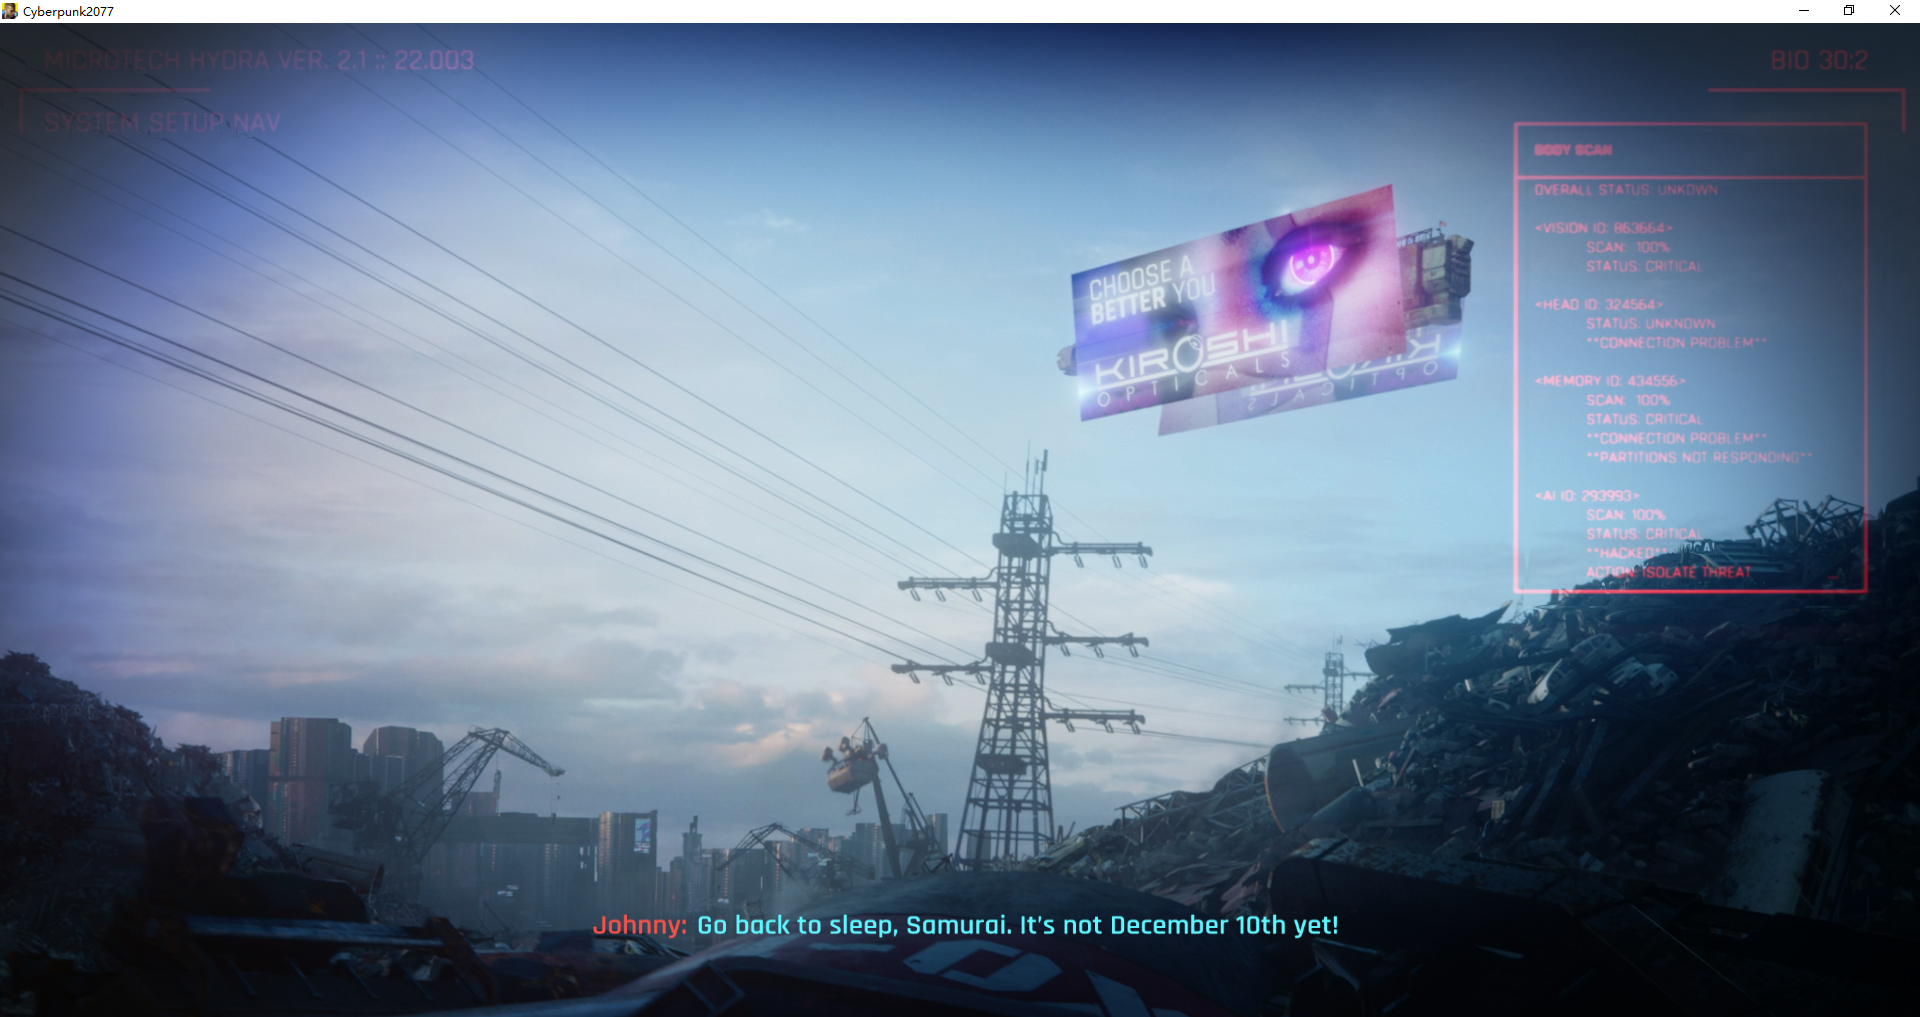 Cyberpunk2077
MICROTECH HYDRA VER. 2.1 :: 22.003
BIO 30:2
SYSTEM SETUP NAV
BODY SCAN
OVERALL STATUS: UNKOWN
<VISION ID: 863664>
SCAN: 100%
STATUS: CRITICAL
<HEAD ID: 324564>
STATUS: UNKNOWN
**CONNECTION PROBLEM**
<MEMORY ID: 434556>
SCAN: 100%
STATUS: CRITICAL
**CONNECTION PROBLEM**
**PARTITIONS NOT RESPONDING**
<AI ID: 293993>
SCAN: 100%
STATUS: CRITICAL
**HACKED**
ACTION: ISOLATE THREAT
CHOOSE A
BETTER YOU
KIROSHI
OPTICALS
Johnny: Go back to sleep, Samurai. It's not December 10th yet!